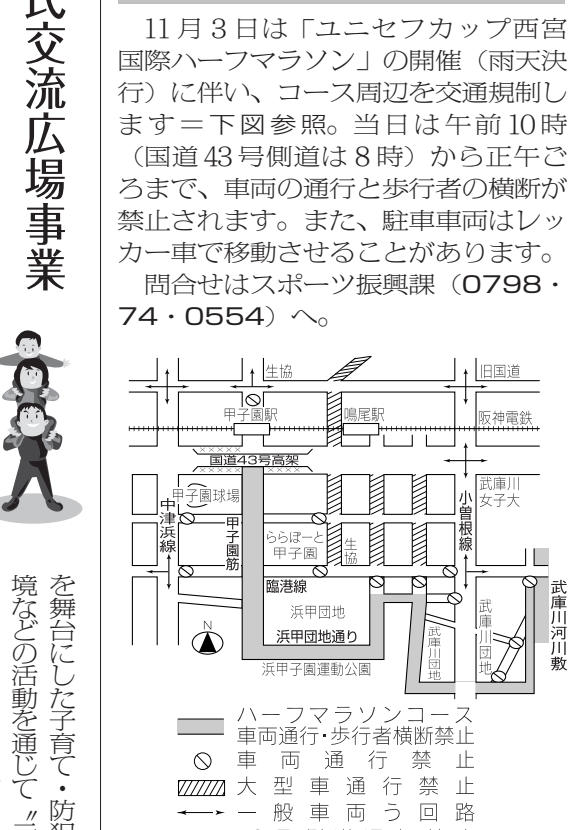 11月3日は「ユニセフカップ西宮
国際ハーフマラソン」の開催（雨天決
行）に伴い、コース周辺を交通規制し
ます＝下図参照。当日は午前10時
（国道43号側道は8時）から正午ご
ろまで、車両の通行と歩行者の横断が
禁止されます。また、駐車車両はレッ
カー車で移動させることがあります。
問合せはスポーツ振興課（0798・
74・0554）へ。
生協
旧国道
甲子園駅
鳴尾駅
阪神電鉄
国道43号高架
甲子園球場
中津浜線
甲子園筋
ららぽーと
甲子園
生協
小曽根線
武庫川
女子大
臨港線
浜甲団地
浜甲団地通り
浜甲子園運動公園
武庫川団地
武庫川団地
武庫川河川敷
N
ハーフマラソンコース
車両通行・歩行者横断禁止
車両通行禁止
大型車通行禁止
一般車両う回路
民交流広場事業
を舞台にした子育て・防犯
境などの活動を通じて〝